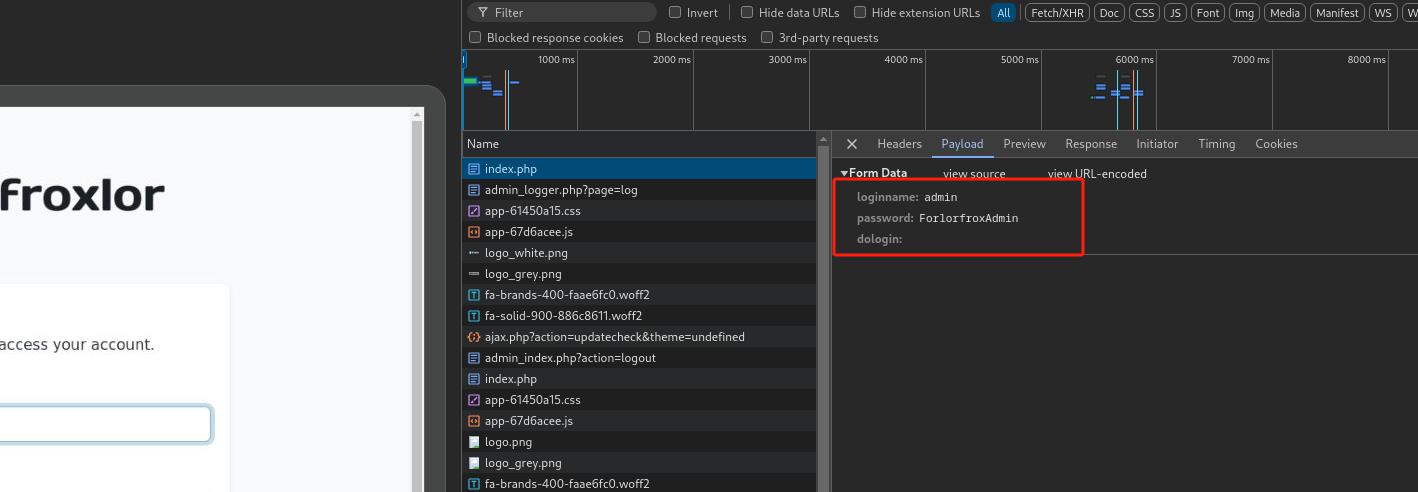 Filter Invert Hide data URLs Hide extension URLs All Fetch/XHR Doc CSS JS Font Img Media Manifest WS
Blocked response cookies Blocked requests 3rd-party requests
1000 ms 2000 ms 3000 ms 4000 ms 5000 ms 6000 ms 7000 ms 8000 ms
froxlor
access your account.
Name
index.php
admin_logger.php?page=log
app-61450a15.css
app-67d6acee.js
logo_white.png
logo_grey.png
fa-brands-400-faae6fc0.woff2
fa-solid-900-886c8611.woff2
ajax.php?action=updatecheck&theme=undefined
admin_index.php?action=logout
index.php
app-61450a15.css
app-67d6acee.js
logo.png
logo_grey.png
fa-brands-400-faae6fc0.woff2
Headers Payload Preview Response Initiator Timing Cookies
Form Data view source view URL-encoded
loginname: admin
password: ForlorfroxAdmin
dologin: